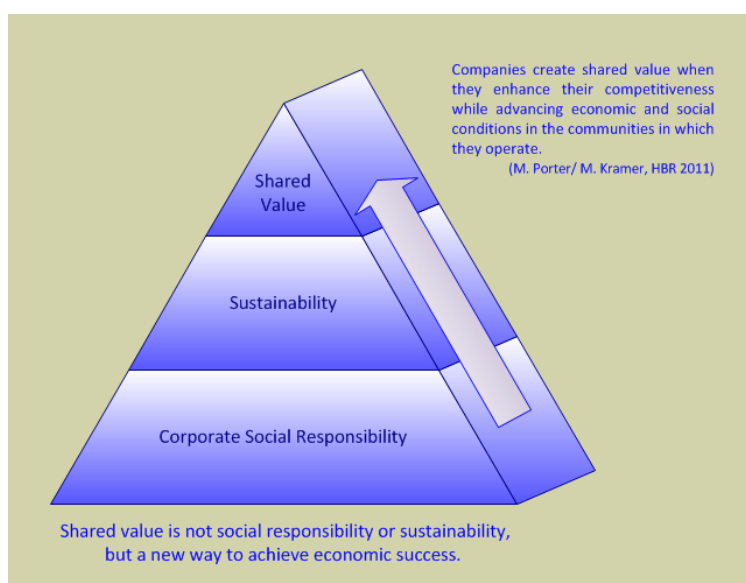 Companies create shared value when
they enhance their competitiveness
while advancing economic and social
conditions in the communities in which
they operate.
(M. Porter/ M. Kramer, HBR 2011)
Shared
Value
Sustainability
Corporate Social Responsibility
Shared value is not social responsibility or sustainability,
but a new way to achieve economic success.